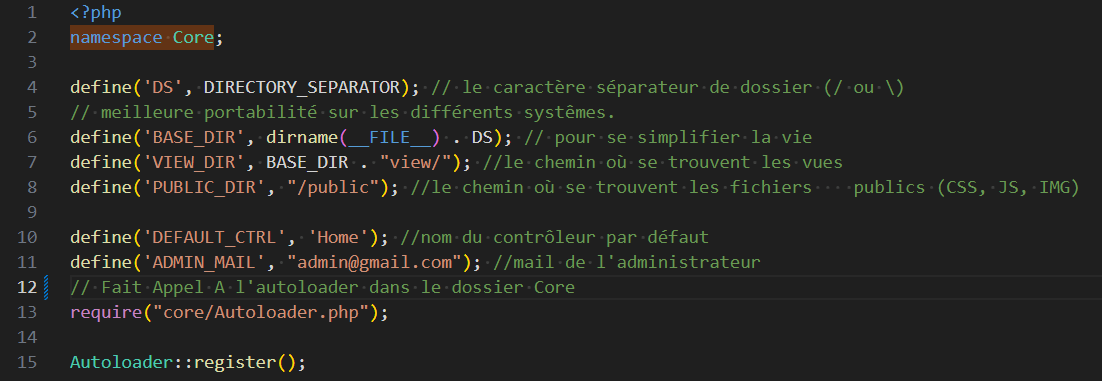 1 <?php
2 namespace Core;
3
4 define('DS', DIRECTORY_SEPARATOR); // le caractère séparateur de dossier (/ ou \)
5 // meilleure portabilité sur les différents systêmes.
6 define('BASE_DIR', dirname(__FILE__) . DS); // pour se simplifier la vie
7 define('VIEW_DIR', BASE_DIR . "view/"); //le chemin où se trouvent les vues
8 define('PUBLIC_DIR', "/public"); //le chemin où se trouvent les fichiers    publics (CSS, JS, IMG)
9
10 define('DEFAULT_CTRL', 'Home'); //nom du contrôleur par défaut
11 define('ADMIN_MAIL', "admin@gmail.com"); //mail de l'administrateur
12 // Fait Appel A l'autoloader dans le dossier Core
13 require("core/Autoloader.php");
14
15 Autoloader::register();